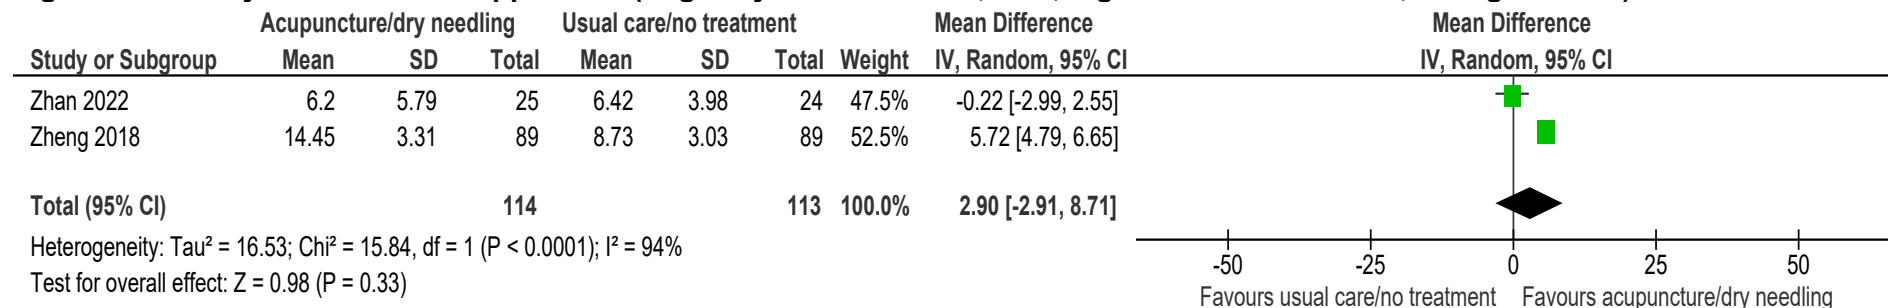 Acupuncture/dry needling Usual care/no treatment Mean Difference Mean Difference
Study or Subgroup Mean SD Total Mean SD Total Weight IV, Random, 95% CI IV, Random, 95% CI
Zhan 2022 6.2 5.79 25 6.42 3.98 24 47.5% -0.22 [-2.99, 2.55]
Zheng 2018 14.45 3.31 89 8.73 3.03 89 52.5% 5.72 [4.79, 6.65]
Total (95% CI) 114 113 100.0% 2.90 [-2.91, 8.71]
Heterogeneity: Tau² = 16.53; Chi² = 15.84, df = 1 (P < 0.0001); I² = 94%
Test for overall effect: Z = 0.98 (P = 0.33)
-50 -25 0 25 50
Favours usual care/no treatment Favours acupuncture/dry needling